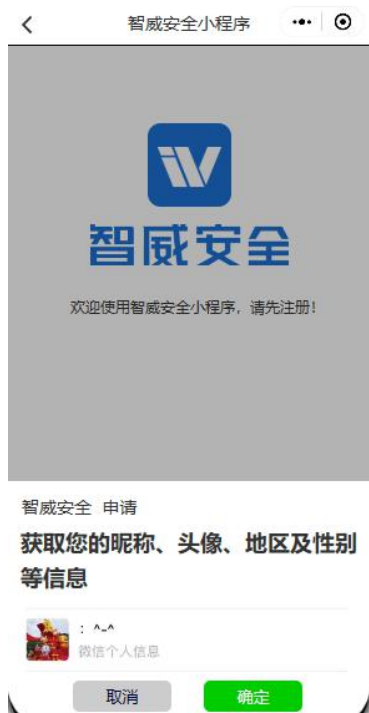 智威安全小程序
智威安全
欢迎使用智威安全小程序，请先注册!
智威安全 申请
获取您的昵称、头像、地区及性别
等信息
: ^-^
微信个人信息
取消 确定